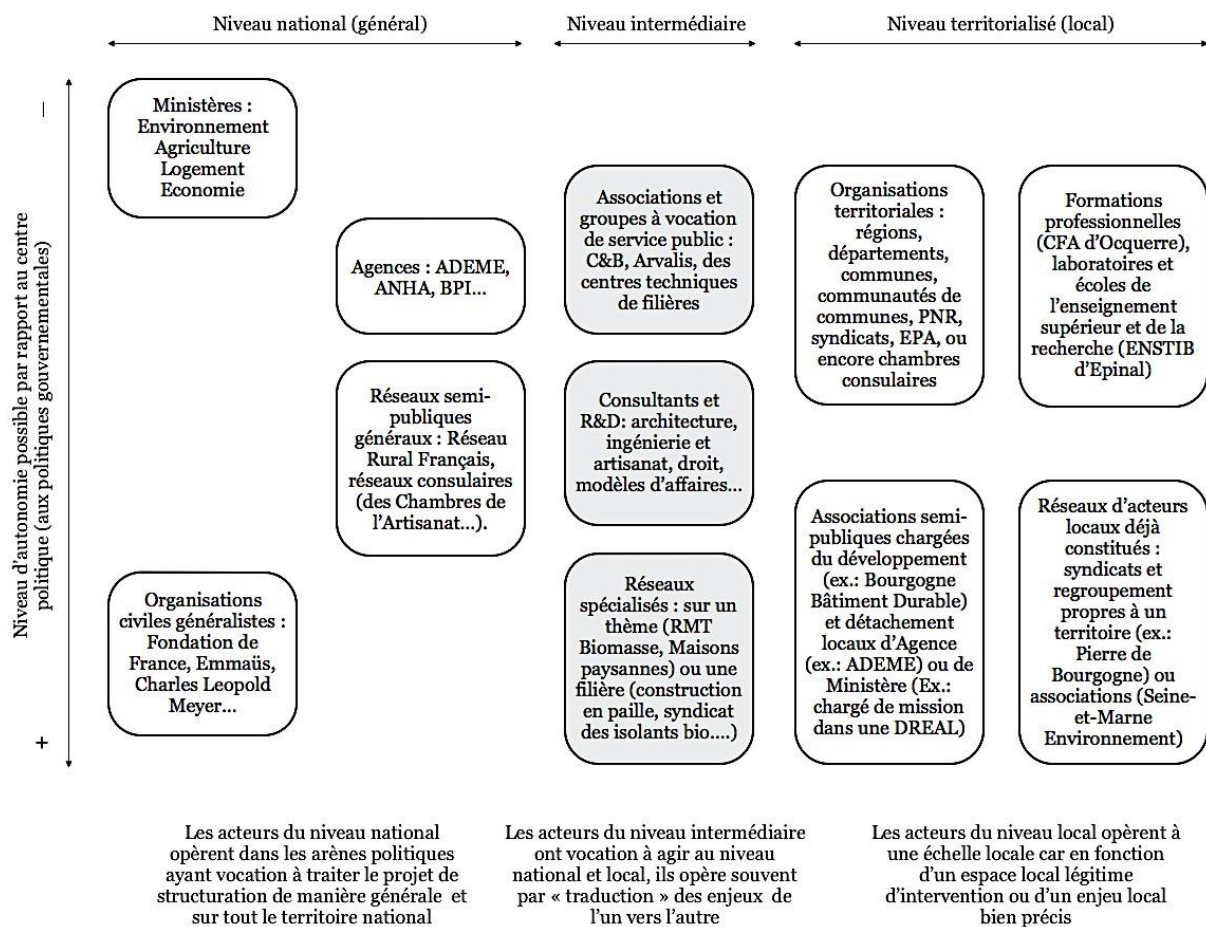 Niveau national (général)
Niveau intermédiaire
Niveau territorialisé (local)
Niveau d'autonomie possible par rapport au centre
politique (aux politiques gouvernementales)
–
+
Ministères :
Environnement
Agriculture
Logement
Economie
Agences : ADEME,
ANHA, BPI...
Réseaux semi-
publiques
généraux : Réseau
Rural Français,
réseaux consulaires
(des Chambres de
l'Artisanat...).
Organisations
civiles généralistes :
Fondation de
France, Emmaüs,
Charles Leopold
Meyer...
Associations et
groupes à vocation
de service public :
C&B, Arvalis, des
centres techniques
de filières
Consultants et
R&D: architecture,
ingénierie et
artisanat, droit,
modèles d'affaires...
Réseaux
spécialisés : sur un
thème (RMT
Biomasse, Maisons
paysannes) ou une
filière (construction
en paille, syndicat
des isolants bio....)
Organisations
territoriales :
régions,
départements,
communes,
communautés de
communes, PNR,
syndicats, EPA, ou
encore chambres
consulaires
Formations
professionnelles
(CFA d'Ocquerre),
laboratoires et
écoles de
l'enseignement
supérieur et de la
recherche (ENSTIB
d'Epinal)
Associations semi-
publiques chargées
du développement
(ex.: Bourgogne
Bâtiment Durable)
et détachement
locaux d'Agence
(ex.: ADEME) ou de
Ministère (Ex.:
chargé de mission
dans une DREAL)
Réseaux d'acteurs
locaux déjà
constitués :
syndicats et
regroupement
propres à un
territoire (ex.:
Pierre de
Bourgogne) ou
associations (Seine-
et-Marne
Environnement)
Les acteurs du niveau national
opèrent dans les arènes politiques
ayant vocation à traiter le projet de
structuration de manière générale et
sur tout le territoire national
Les acteurs du niveau intermédiaire
ont vocation à agir au niveau
national et local, ils opère souvent
par « traduction » des enjeux de
l'un vers l'autre
Les acteurs du niveau local opèrent à
une échelle locale car en fonction
d'un espace local légitime
d'intervention ou d'un enjeu local
bien précis